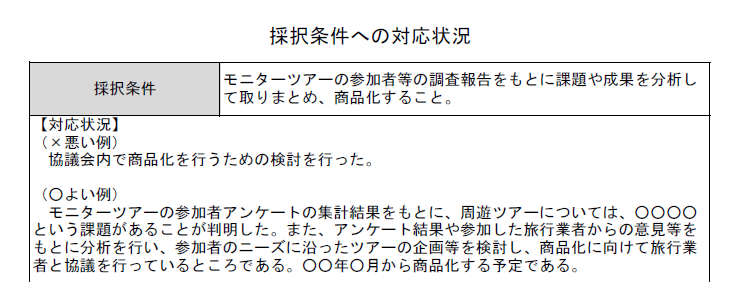 採択条件への対応状況
採択条件
モニターツアーの参加者等の調査報告をもとに課題や成果を分析し
て取りまとめ、商品化すること。
【対応状況】
（×悪い例）
協議会内で商品化を行うための検討を行った。
（〇よい例）
モニターツアーの参加者アンケートの集計結果をもとに、周遊ツアーについては、〇〇〇〇
という課題があることが判明した。また、アンケート結果や参加した旅行業者からの意見等を
もとに分析を行い、参加者のニーズに沿ったツアーの企画等を検討し、商品化に向けて旅行業
者と協議を行っているところである。〇〇年〇月から商品化する予定である。